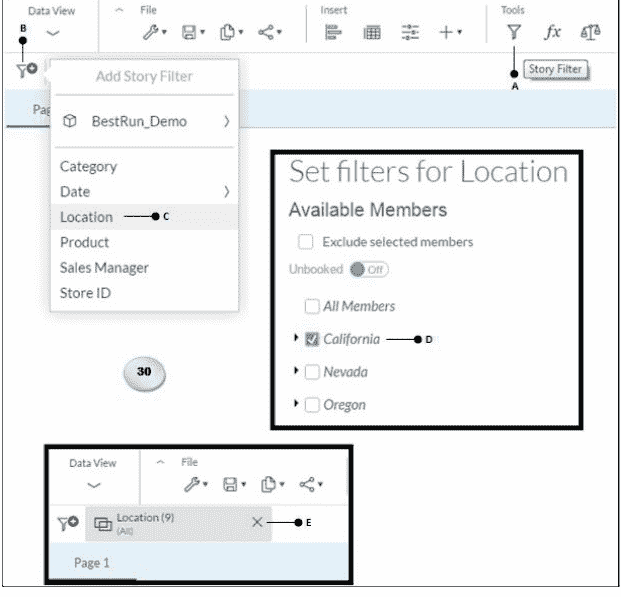 Data View
File
Insert
Tools
B
A
Story Filter
Add Story Filter
Pag
BestRun_Demo
Category
Date
Location
C
Product
Sales Manager
Store ID
Set filters for Location
Available Members
Exclude selected members
Unbooked
Off
All Members
California
D
Nevada
Oregon
30
Data View
File
Location (9)
(All)
E
Page 1
fx